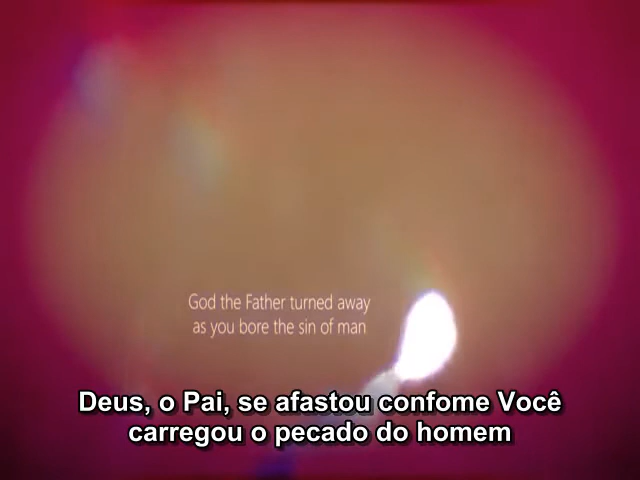 God the Father turned away
as you bore the sin of man
Deus, o Pai, se afastou confome Você
carregou o pecado do homem